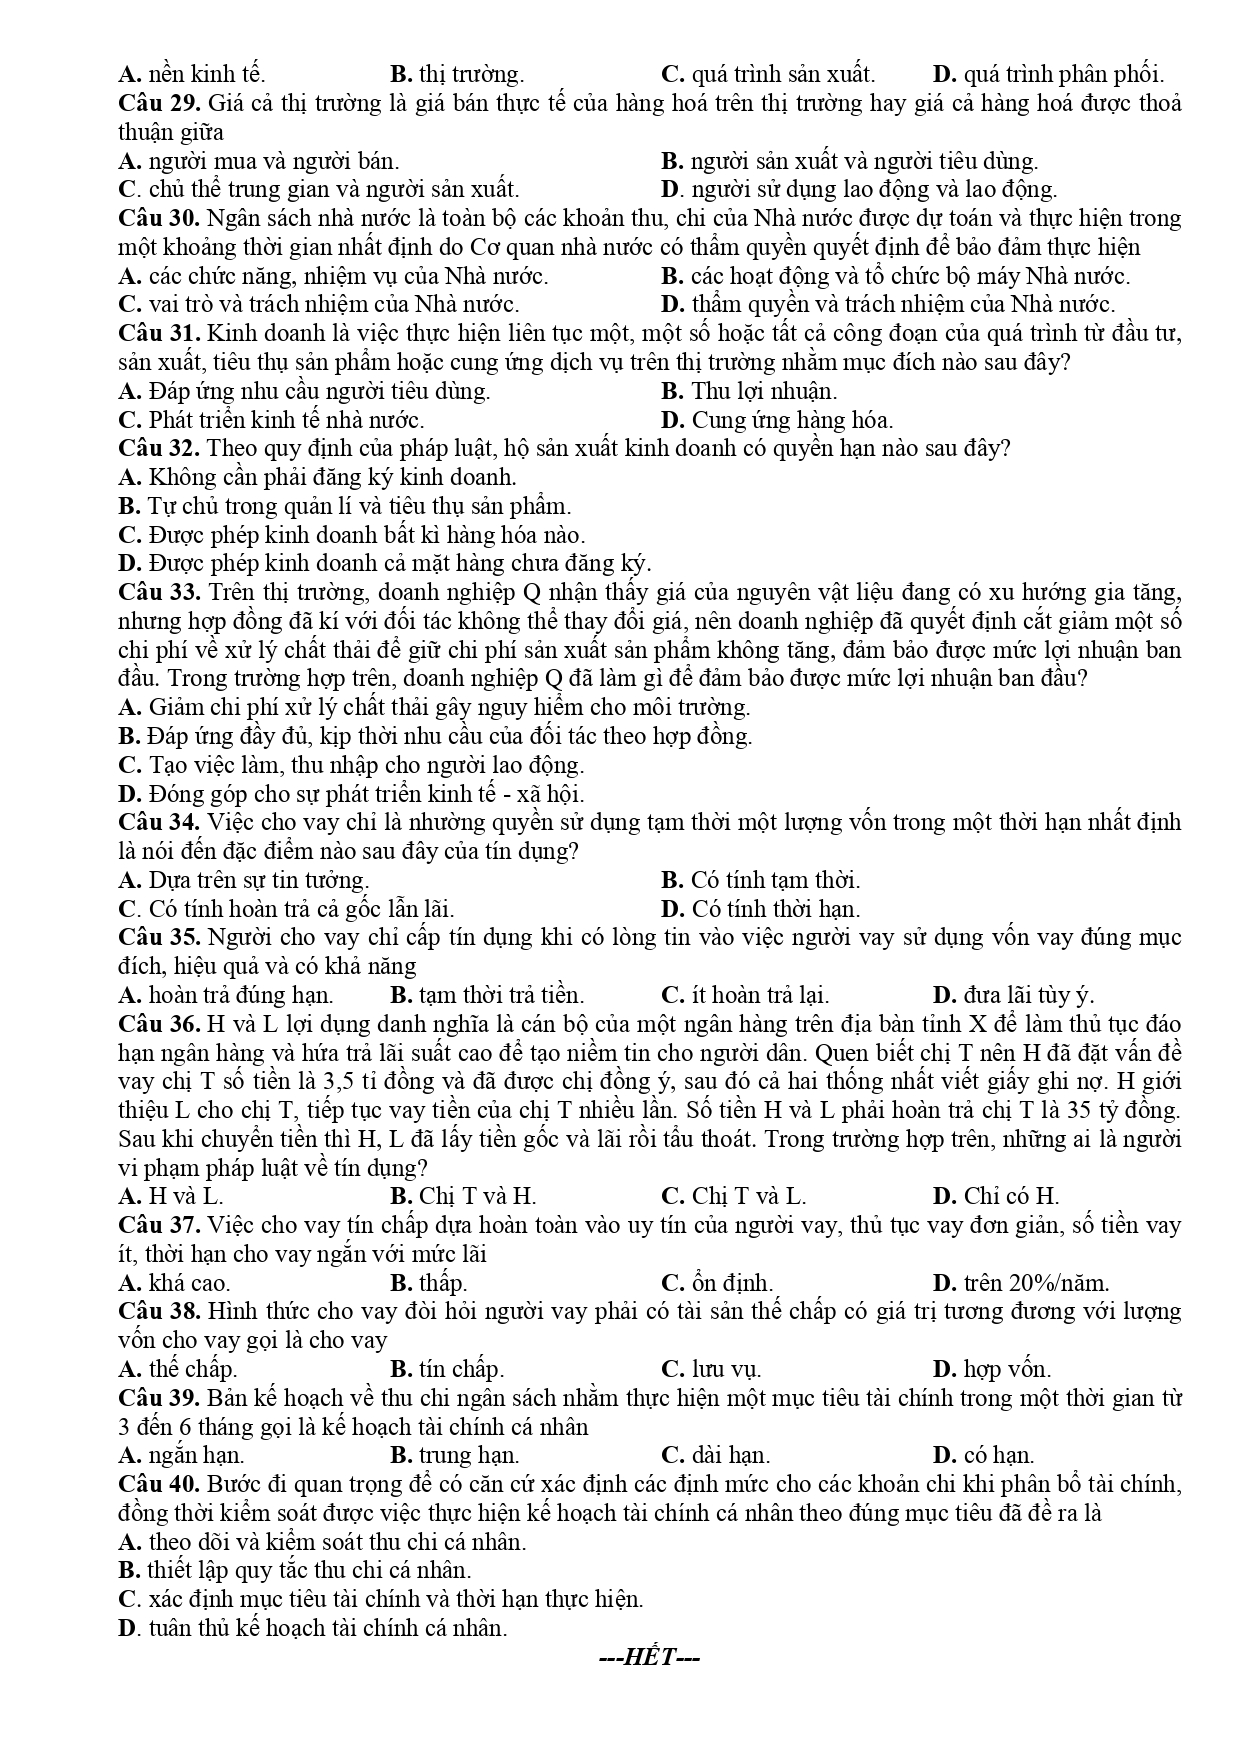 A. nền kinh tế. B. thị trường. C. quá trình sản xuất. D. quá trình phân phối.
Câu 29. Giá cả thị trường là giá bán thực tế của hàng hoá trên thị trường hay giá cả hàng hoá được thoả
thuận giữa
A. người mua và người bán. B. người sản xuất và người tiêu dùng.
C. chủ thể trung gian và người sản xuất. D. người sử dụng lao động và lao động.
Câu 30. Ngân sách nhà nước là toàn bộ các khoản thu, chi của Nhà nước được dự toán và thực hiện trong
một khoảng thời gian nhất định do Cơ quan nhà nước có thẩm quyền quyết định để bảo đảm thực hiện
A. các chức năng, nhiệm vụ của Nhà nước. B. các hoạt động và tổ chức bộ máy Nhà nước.
C. vai trò và trách nhiệm của Nhà nước. D. thẩm quyền và trách nhiệm của Nhà nước.
Câu 31. Kinh doanh là việc thực hiện liên tục một, một số hoặc tất cả công đoạn của quá trình từ đầu tư,
sản xuất, tiêu thụ sản phẩm hoặc cung ứng dịch vụ trên thị trường nhằm mục đích nào sau đây?
A. Đáp ứng nhu cầu người tiêu dùng. B. Thu lợi nhuận.
C. Phát triển kinh tế nhà nước. D. Cung ứng hàng hóa.
Câu 32. Theo quy định của pháp luật, hộ sản xuất kinh doanh có quyền hạn nào sau đây?
A. Không cần phải đăng ký kinh doanh.
B. Tự chủ trong quản lí và tiêu thụ sản phẩm.
C. Được phép kinh doanh bất kì hàng hóa nào.
D. Được phép kinh doanh cả mặt hàng chưa đăng ký.
Câu 33. Trên thị trường, doanh nghiệp Q nhận thấy giá của nguyên vật liệu đang có xu hướng gia tăng,
nhưng hợp đồng đã kí với đối tác không thể thay đổi giá, nên doanh nghiệp đã quyết định cắt giảm một số
chi phí về xử lý chất thải để giữ chi phí sản xuất sản phẩm không tăng, đảm bảo được mức lợi nhuận ban
đầu. Trong trường hợp trên, doanh nghiệp Q đã làm gì để đảm bảo được mức lợi nhuận ban đầu?
A. Giảm chi phí xử lý chất thải gây nguy hiểm cho môi trường.
B. Đáp ứng đầy đủ, kịp thời nhu cầu của đối tác theo hợp đồng.
C. Tạo việc làm, thu nhập cho người lao động.
D. Đóng góp cho sự phát triển kinh tế - xã hội.
Câu 34. Việc cho vay chỉ là nhường quyền sử dụng tạm thời một lượng vốn trong một thời hạn nhất định
là nói đến đặc điểm nào sau đây của tín dụng?
A. Dựa trên sự tin tưởng. B. Có tính tạm thời.
C. Có tính hoàn trả cả gốc lẫn lãi. D. Có tính thời hạn.
Câu 35. Người cho vay chỉ cấp tín dụng khi có lòng tin vào việc người vay sử dụng vốn vay đúng mục
đích, hiệu quả và có khả năng
A. hoàn trả đúng hạn. B. tạm thời trả tiền. C. ít hoàn trả lại. D. đưa lãi tùy ý.
Câu 36. H và L lợi dụng danh nghĩa là cán bộ của một ngân hàng trên địa bàn tỉnh X để làm thủ tục đáo
hạn ngân hàng và hứa trả lãi suất cao để tạo niềm tin cho người dân. Quen biết chị T nên H đã đặt vấn đề
vay chị T số tiền là 3,5 tỉ đồng và đã được chị đồng ý, sau đó cả hai thống nhất viết giấy ghi nợ. H giới
thiệu L cho chị T, tiếp tục vay tiền của chị T nhiều lần. Số tiền H và L phải hoàn trả chị T là 35 tỷ đồng.
Sau khi chuyển tiền thì H, L đã lấy tiền gốc và lãi rồi tẩu thoát. Trong trường hợp trên, những ai là người
vi phạm pháp luật về tín dụng?
A. H và L. B. Chị T và H. C. Chị T và L. D. Chỉ có H.
Câu 37. Việc cho vay tín chấp dựa hoàn toàn vào uy tín của người vay, thủ tục vay đơn giản, số tiền vay
ít, thời hạn cho vay ngắn với mức lãi
A. khá cao. B. thấp. C. ổn định. D. trên 20%/năm.
Câu 38. Hình thức cho vay đòi hỏi người vay phải có tài sản thế chấp có giá trị tương đương với lượng
vốn cho vay gọi là cho vay
A. thế chấp. B. tín chấp. C. lưu vụ. D. hợp vốn.
Câu 39. Bản kế hoạch về thu chi ngân sách nhằm thực hiện một mục tiêu tài chính trong một thời gian từ
3 đến 6 tháng gọi là kế hoạch tài chính cá nhân
A. ngắn hạn. B. trung hạn. C. dài hạn. D. có hạn.
Câu 40. Bước đi quan trọng để có căn cứ xác định các định mức cho các khoản chi khi phân bổ tài chính,
đồng thời kiểm soát được việc thực hiện kế hoạch tài chính cá nhân theo đúng mục tiêu đã đề ra là
A. theo dõi và kiểm soát thu chi cá nhân.
B. thiết lập quy tắc thu chi cá nhân.
C. xác định mục tiêu tài chính và thời hạn thực hiện.
D. tuân thủ kế hoạch tài chính cá nhân.
---HẾT---